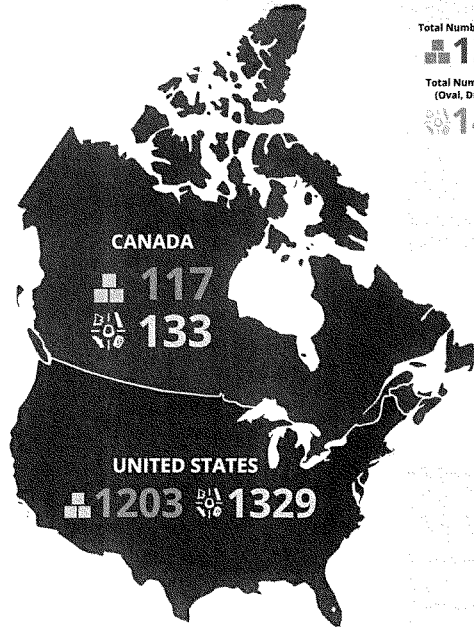 Total Numb
1
Total Num
(Oval, D
1
CANADA
117
133
UNITED STATES
1203 1329